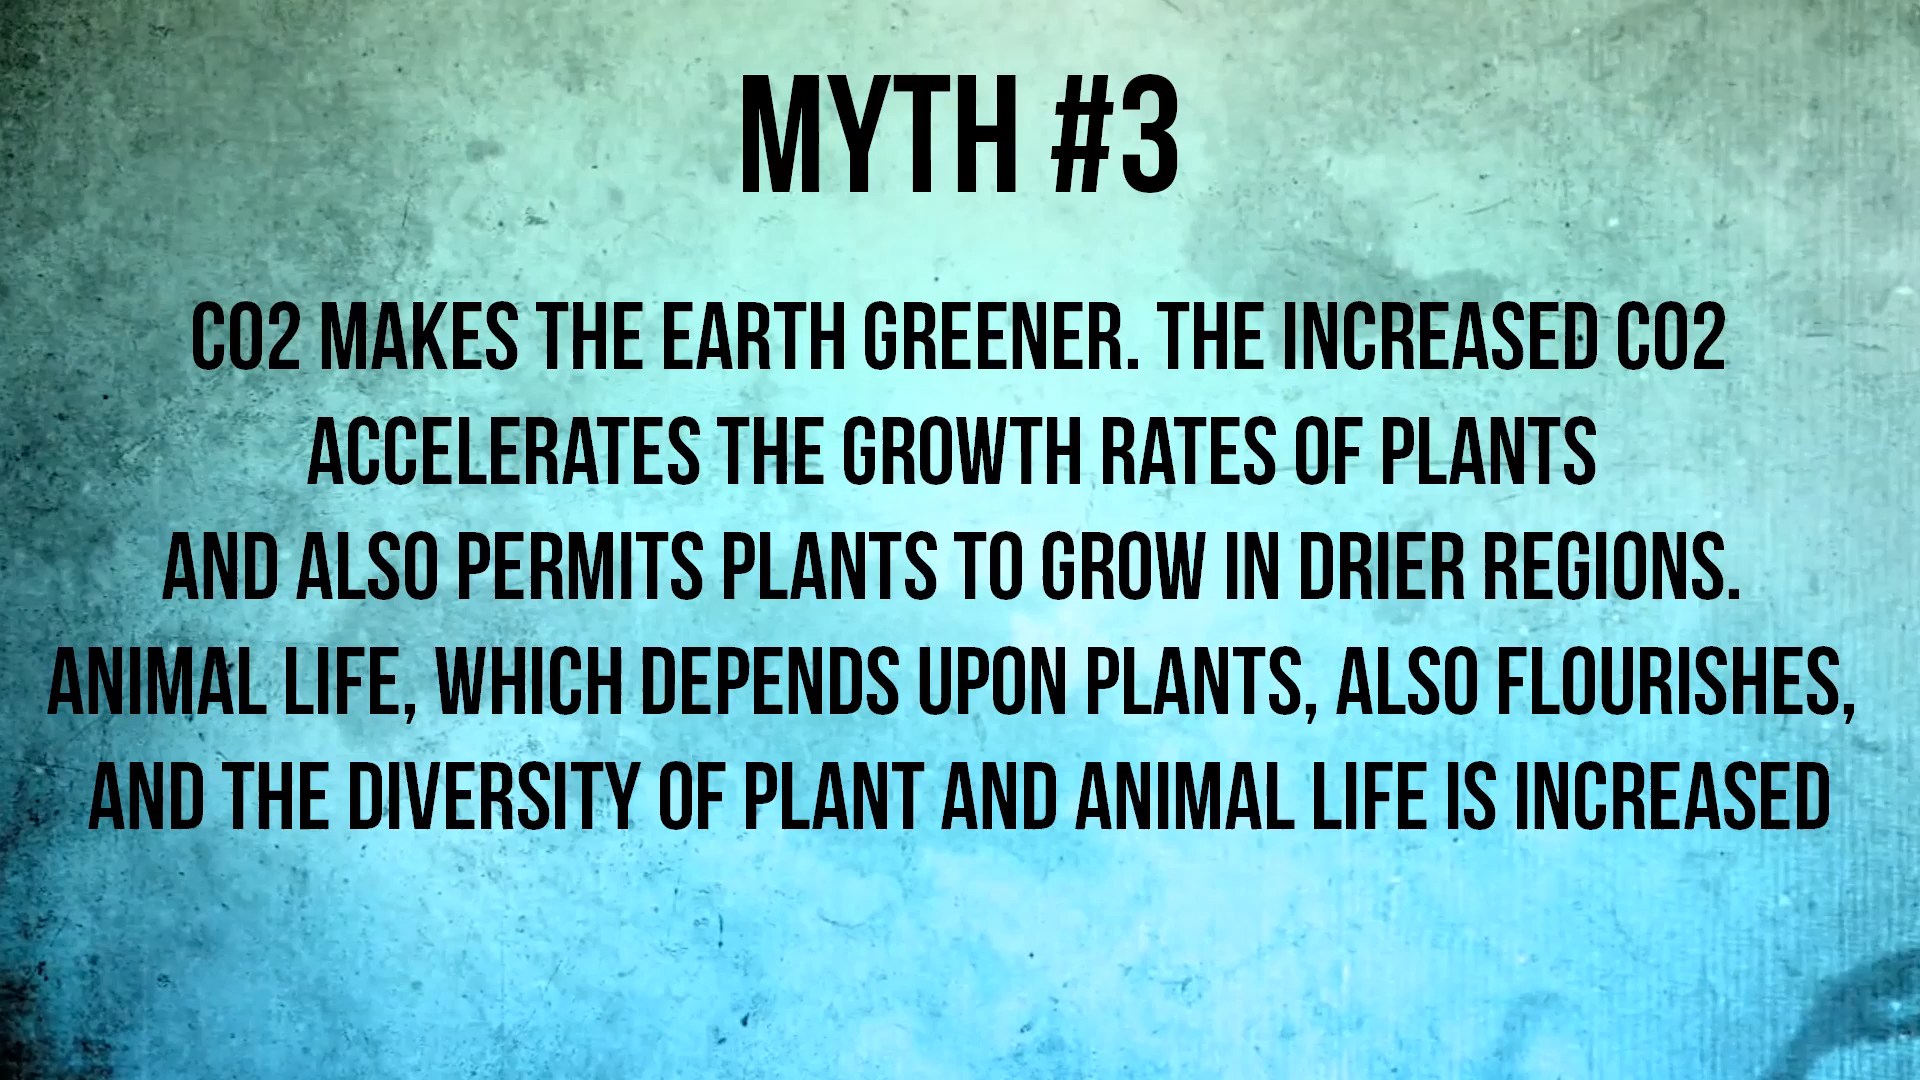 MYTH #3
CO2 MAKES THE EARTH GREENER. THE INCREASED CO2
ACCELERATES THE GROWTH RATES OF PLANTS
AND ALSO PERMITS PLANTS TO GROW IN DRIER REGIONS.
ANIMAL LIFE, WHICH DEPENDS UPON PLANTS, ALSO FLOURISHES,
AND THE DIVERSITY OF PLANT AND ANIMAL LIFE IS INCREASED